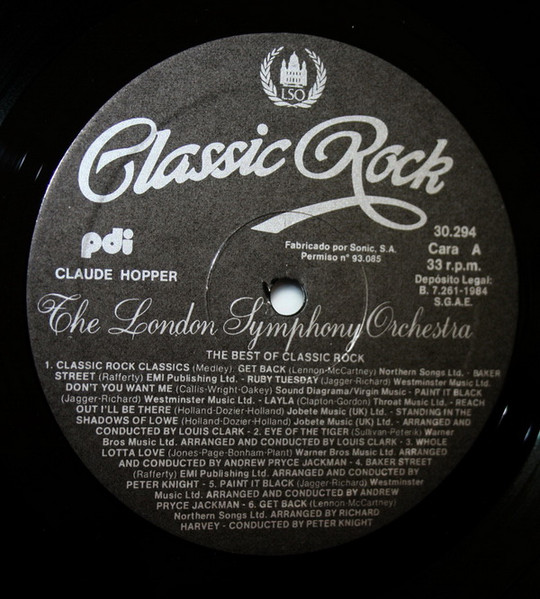 LSO
Classic Rock
pdi
CLAUDE HOPPER
Fabricado por Sonic, S.A.
Permiso n° 93.085
30.294
Cara A
33 r.p.m.
Depósito Legal:
B. 7.261-1984
S.G.A.E.
The London Symphony Orchestra
THE BEST OF CLASSIC ROCK
1. CLASSIC ROCK CLASSICS (Medley): GET BACK (Lennon-McCartney) Northern Songs Ltd. - BAKER
STREET (Rafferty) EMI Publishing Ltd. - RUBY TUESDAY (Jagger-Richard) Westminster Music Ltd.
DON'T YOU WANT ME (Callis-Wright-Oakey) Sound Diagrama/Virgin Music - PAINT IT BLACK
(Jagger-Richard) Westminster Music Ltd. - LAYLA (Clapton-Gordon) Throat Music Ltd. - REACH
OUT I'LL BE THERE (Holland-Dozier-Holland) Jobete Music (UK) Ltd. - STANDING IN THE
SHADOWS OF LOWE (Holland-Dozier-Holland) Jobete Music (UK) Ltd. - ARRANGED AND
CONDUCTED BY LOUIS CLARK - 2. EYE OF THE TIGER (Sullivan-Peterik) Warner
Bros Music Ltd. ARRANGED AND CONDUCTED BY LOUIS CLARK - 3. WHOLE
LOTTA LOVE (Jones-Page-Bonham-Plant) Warner Bros Music Ltd. ARRANGED
AND CONDUCTED BY ANDREW PRYCE JACKMAN - 4. BAKER STREET
(Rafferty) EMI Publishing Ltd. ARRANGED AND CONDUCTED BY
PETER KNIGHT - 5. PAINT IT BLACK (Jagger-Richard) Westminster
Music Ltd. ARRANGED AND CONDUCTED BY ANDREW
PRYCE JACKMAN - 6. GET BACK (Lennon-McCartney)
Northern Songs Ltd. ARRANGED BY RICHARD
HARVEY - CONDUCTED BY PETER KNIGHT